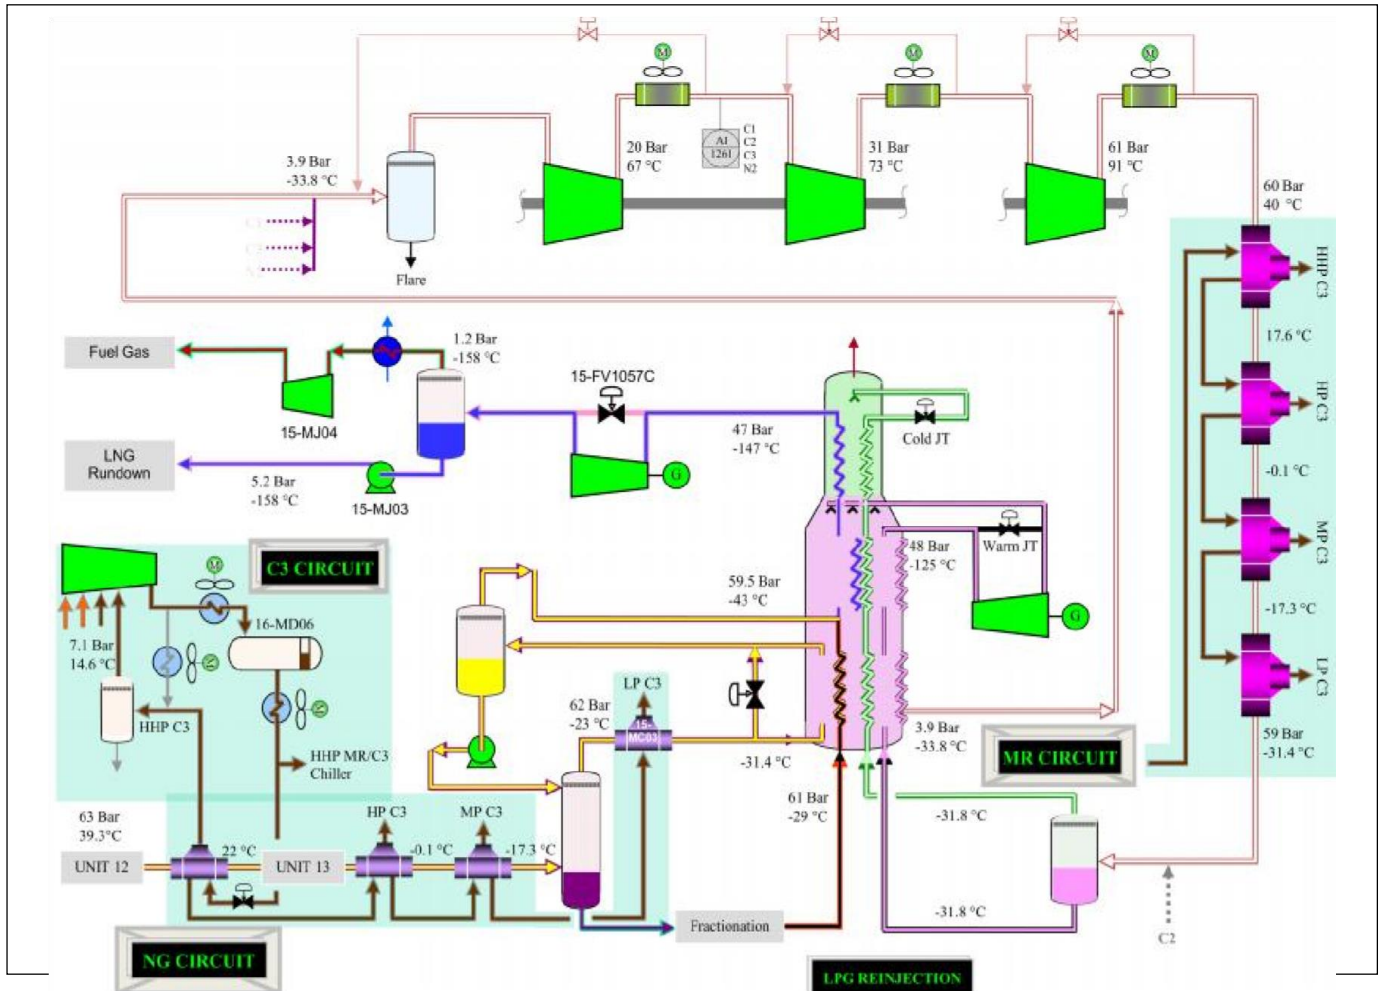 M
M
M
AI
1261
C1
C2
C3
N2
3.9 Bar
-33.8 °C
20 Bar
67 °C
31 Bar
73 °C
61 Bar
91 °C
60 Bar
40 °C
Flare
HHP C3
17.6 °C
HP C3
-0.1 °C
MP C3
-17.3 °C
LP C3
59 Bar
-31.4 °C
Fuel Gas
15-MJ04
1.2 Bar
-158 °C
15-FV1057C
47 Bar
-147 °C
Cold JT
G
LNG
Rundown
5.2 Bar
-158 °C
15-MJ03
C3 CIRCUIT
M
16-MD06
7.1 Bar
14.6 °C
HHP C3
HHP MR/C3
Chiller
59.5 Bar
-43 °C
48 Bar
-125 °C
Warm JT
G
LP C3
15-
MC03
62 Bar
-23 °C
-31.4 °C
3.9 Bar
-33.8 °C
MR CIRCUIT
61 Bar
-29 °C
-31.8 °C
-31.8 °C
C2
63 Bar
39.3°C
UNIT 12
22 °C
UNIT 13
HP C3
-0.1 °C
MP C3
-17.3 °C
Fractionation
NG CIRCUIT
LPG REINJECTION